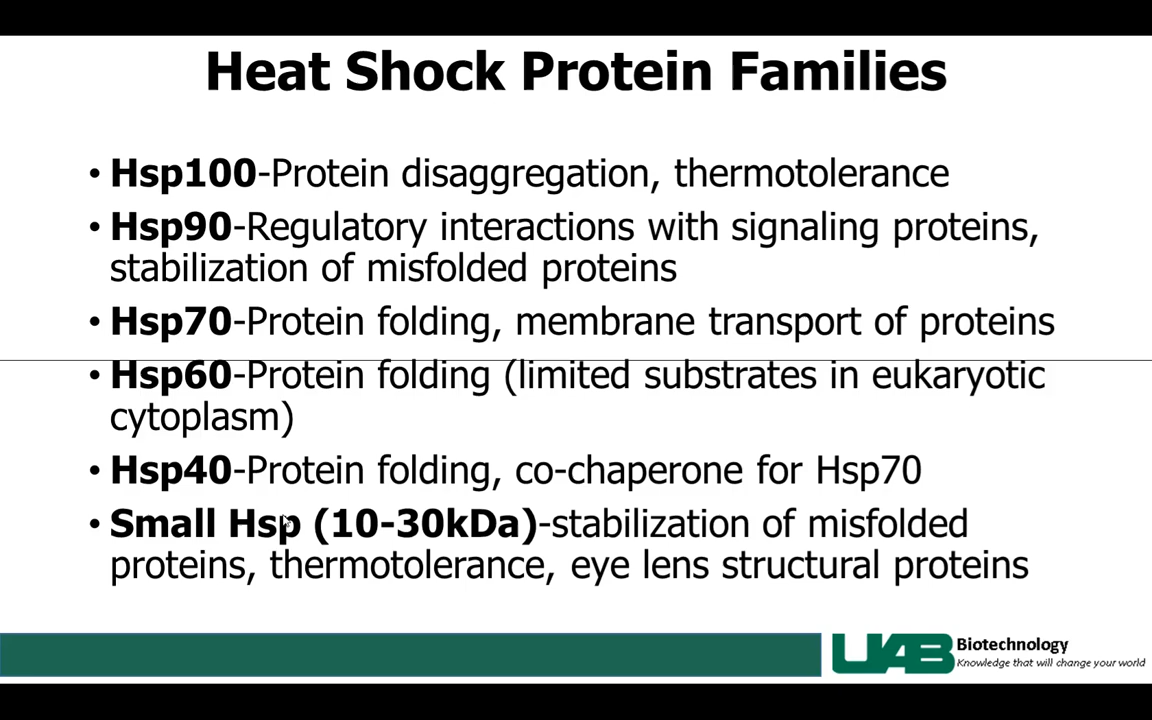 Heat Shock Protein Families
• Hsp100-Protein disaggregation, thermotolerance
• Hsp90-Regulatory interactions with signaling proteins,
stabilization of misfolded proteins
• Hsp70-Protein folding, membrane transport of proteins
• Hsp60-Protein folding (limited substrates in eukaryotic
cytoplasm)
• Hsp40-Protein folding, co-chaperone for Hsp70
• Small Hsp (10-30kDa)-stabilization of misfolded
proteins, thermotolerance, eye lens structural proteins
UAB Biotechnology
Knowledge that will change your world